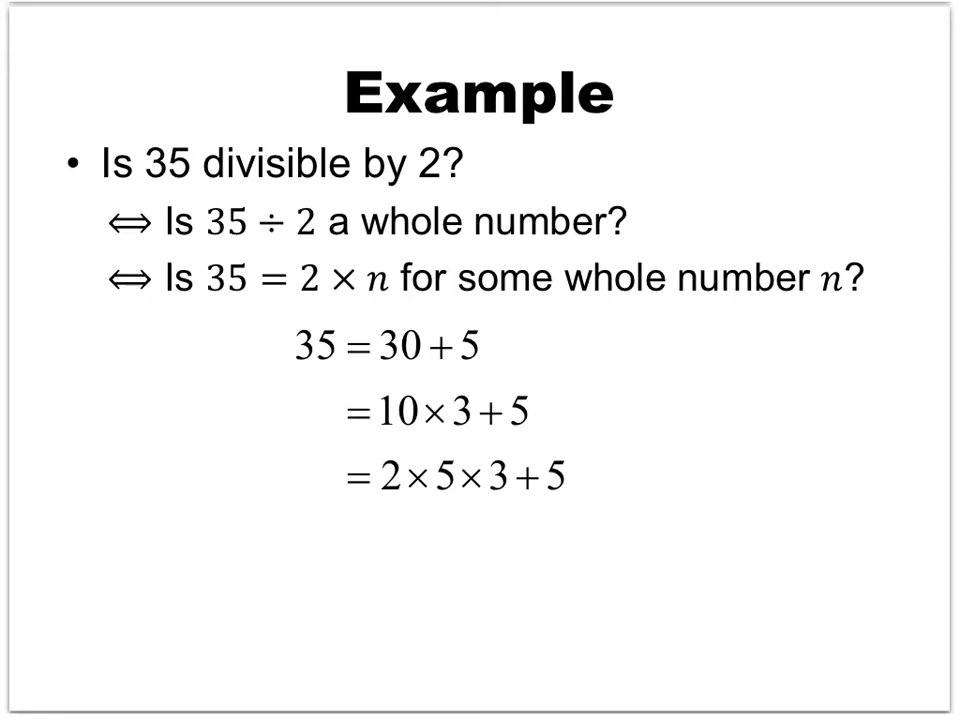 Example
• Is 35 divisible by 2?
⟺ Is 35 ÷ 2 a whole number?
⟺ Is 35 = 2 × n for some whole number n?
35 = 30 + 5
= 10 × 3 + 5
= 2 × 5 × 3 + 5